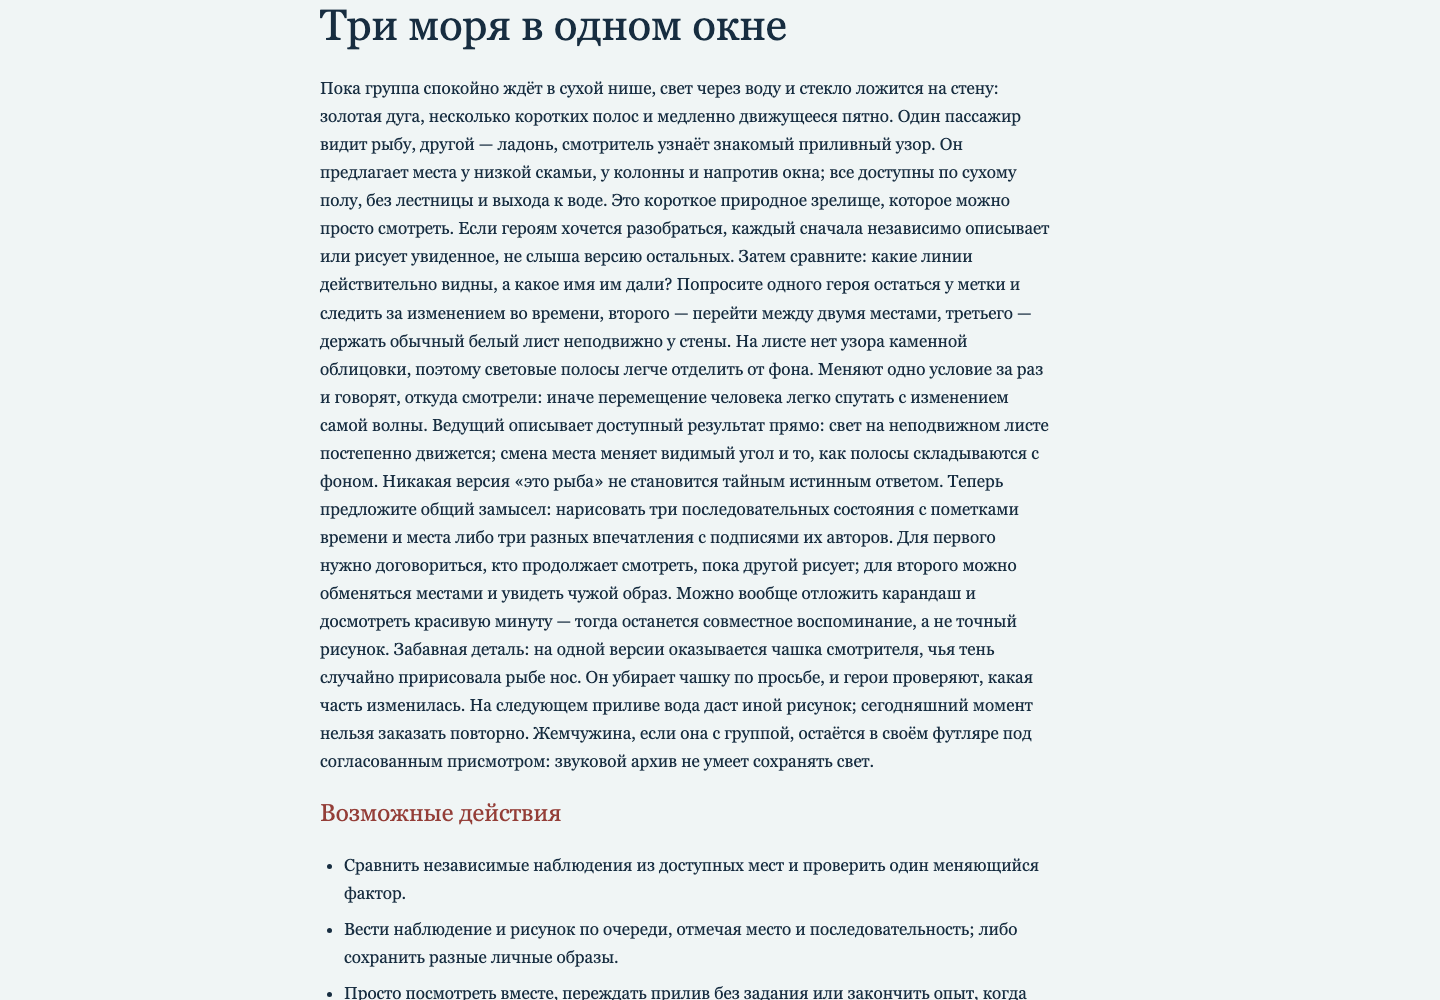 Три моря в одном окне
Пока группа спокойно ждёт в сухой нише, свет через воду и стекло ложится на стену:
золотая дуга, несколько коротких полос и медленно движущееся пятно. Один пассажир
видит рыбу, другой — ладонь, смотритель узнаёт знакомый приливный узор. Он
предлагает места у низкой скамьи, у колонны и напротив окна; все доступны по сухому
полу, без лестницы и выхода к воде. Это короткое природное зрелище, которое можно
просто смотреть. Если героям хочется разобраться, каждый сначала независимо описывает
или рисует увиденное, не слыша версию остальных. Затем сравните: какие линии
действительно видны, а какое имя им дали? Попросите одного героя остаться у метки и
следить за изменением во времени, второго — перейти между двумя местами, третьего —
держать обычный белый лист неподвижно у стены. На листе нет узора каменной
облицовки, поэтому световые полосы легче отделить от фона. Меняют одно условие за раз
и говорят, откуда смотрели: иначе перемещение человека легко спутать с изменением
самой волны. Ведущий описывает доступный результат прямо: свет на неподвижном листе
постепенно движется; смена места меняет видимый угол и то, как полосы складываются с
фоном. Никакая версия «это рыба» не становится тайным истинным ответом. Теперь
предложите общий замысел: нарисовать три последовательных состояния с пометками
времени и места либо три разных впечатления с подписями их авторов. Для первого
нужно договориться, кто продолжает смотреть, пока другой рисует; для второго можно
обменяться местами и увидеть чужой образ. Можно вообще отложить карандаш и
досмотреть красивую минуту — тогда останется совместное воспоминание, а не точный
рисунок. Забавная деталь: на одной версии оказывается чашка смотрителя, чья тень
случайно пририсовала рыбе нос. Он убирает чашку по просьбе, и герои проверяют, какая
часть изменилась. На следующем приливе вода даст иной рисунок; сегодняшний момент
нельзя заказать повторно. Жемчужина, если она с группой, остаётся в своём футляре под
согласованным присмотром: звуковой архив не умеет сохранять свет.
Возможные действия
• Сравнить независимые наблюдения из доступных мест и проверить один меняющийся
фактор.
• Вести наблюдение и рисунок по очереди, отмечая место и последовательность; либо
сохранить разные личные образы.
• Просто посмотреть вместе, переждать прилив без задания или закончить опыт, когда